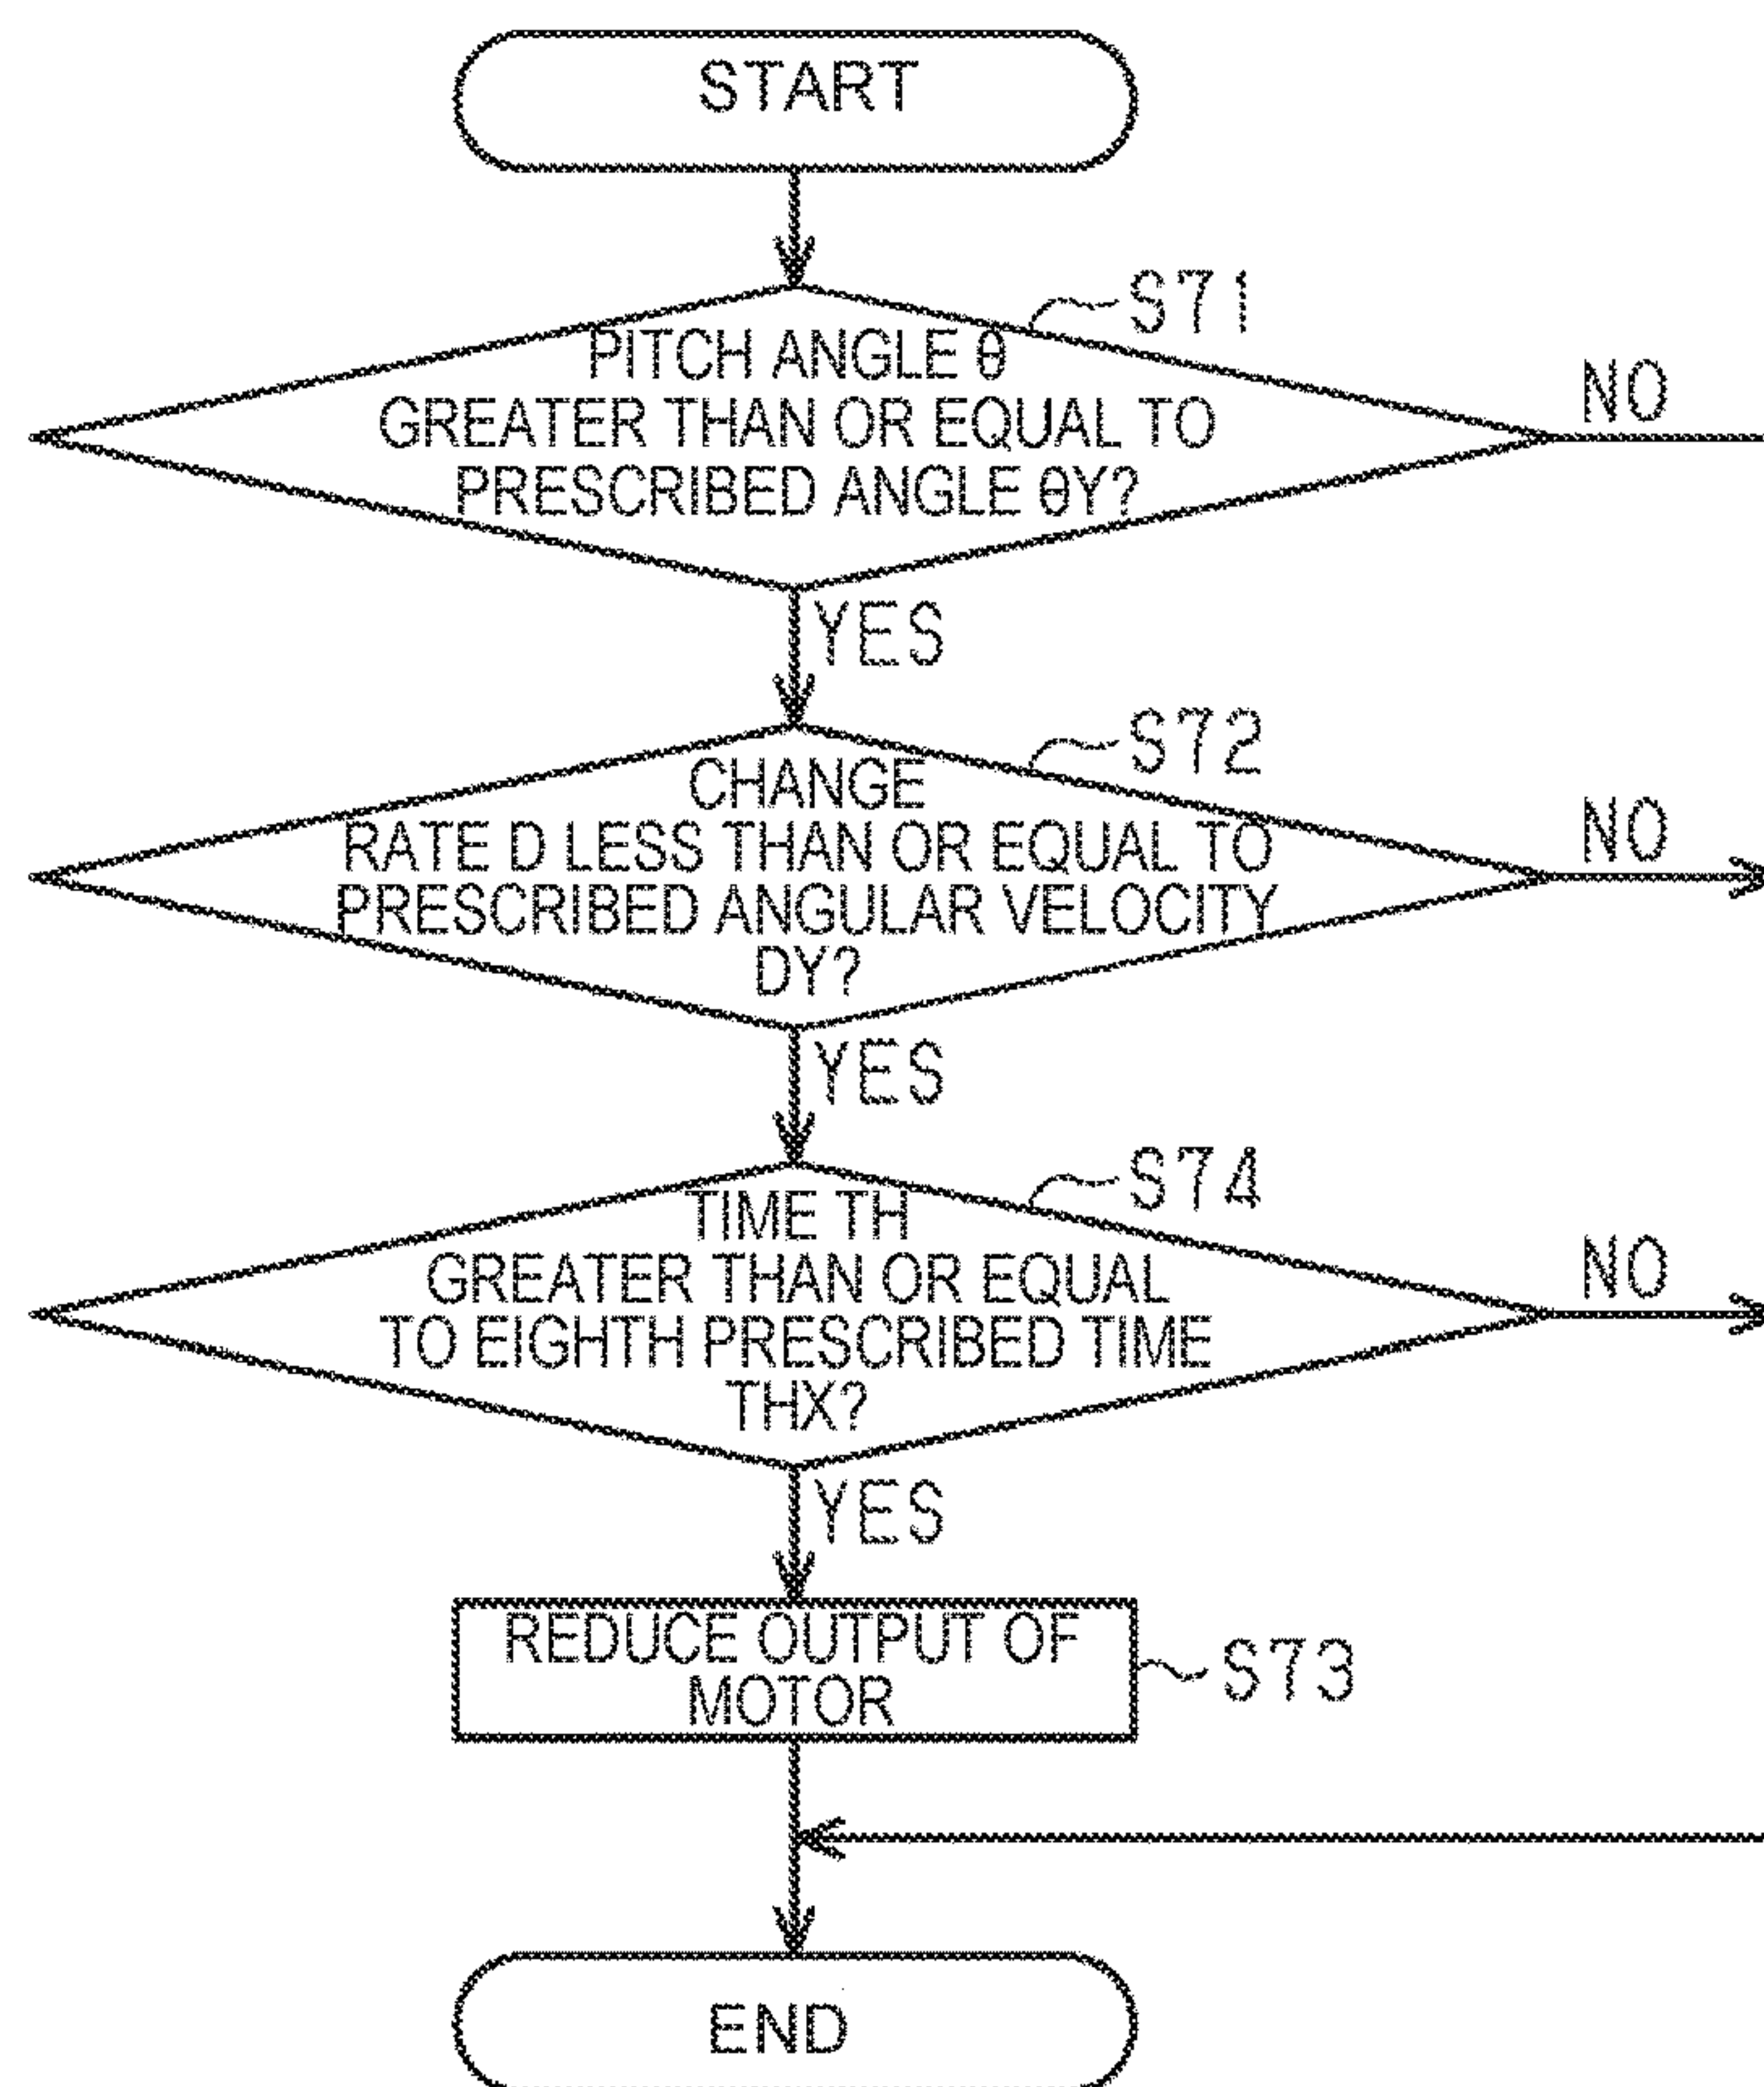 START
S71
PITCH ANGLE θ
GREATER THAN OR EQUAL TO
PRESCRIBED ANGLE θY?
NO
YES
S72
CHANGE
RATE D LESS THAN OR EQUAL TO
PRESCRIBED ANGULAR VELOCITY
DY?
NO
YES
S74
TIME TH
GREATER THAN OR EQUAL
TO EIGHTH PRESCRIBED TIME
THX?
NO
YES
REDUCE OUTPUT OF
MOTOR
S73
END